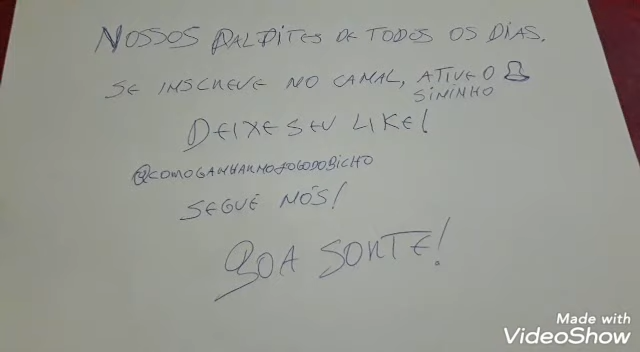 NOSSOS PALPITES DE TODOS OS DIAS.
SE INSCREVE NO CANAL, ATIVE O
SININHO
DEIXE SEU LIKE!
@COMOGANHARNOJOGODOBICHO
SEGUE NÓS!
BOA SORTE!
Made with
VideoShow